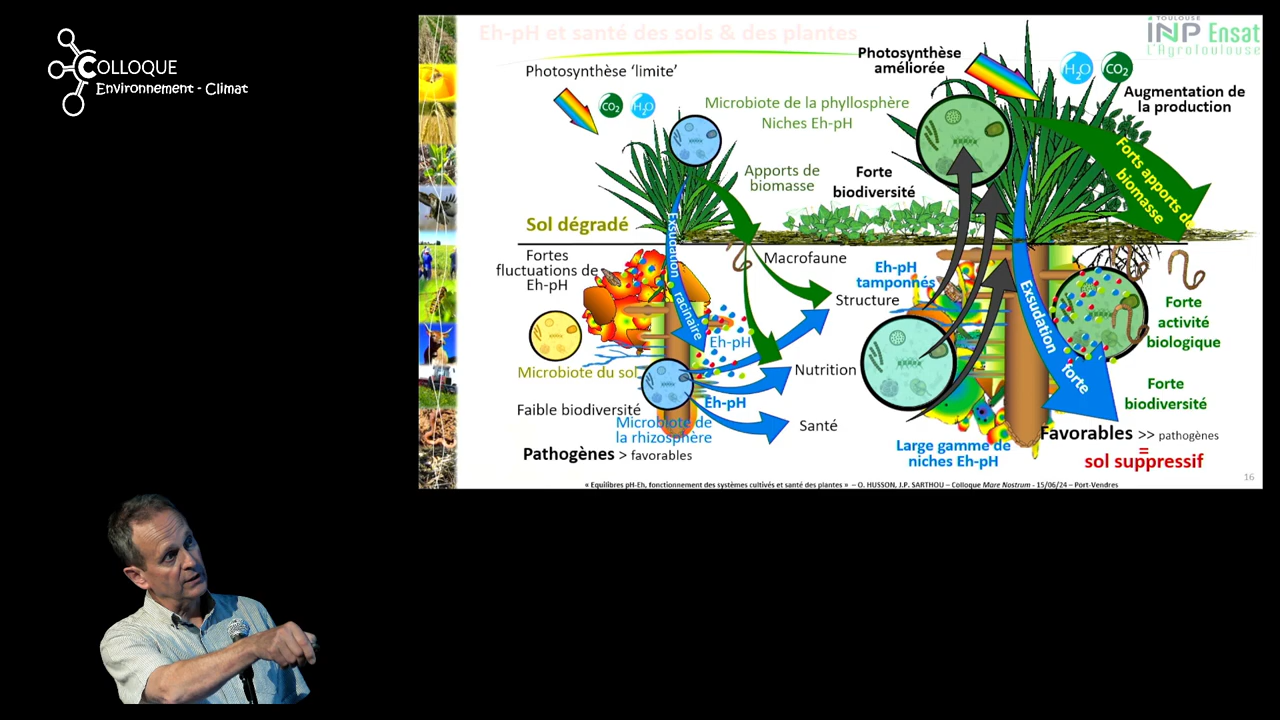 COLLOQUE
Environnement - Climat
Eh-pH et santé des sols & des plantes
TOULOUSE
INP Ensat
L'Agrotoulouse
Photosynthèse 'limite'
CO2
H2O
Microbiote de la phyllosphère
Niches Eh-pH
Photosynthèse
améliorée
H2O
CO2
Augmentation de
la production
Apports de
biomasse
Forte
biodiversité
Forts apports de
biomasse
Sol dégradé
Fortes
fluctuations de
Eh-pH
Exsudation racinaire
Macrofaune
Eh-pH
tamponnés
Structure
Eh-pH
Exsudation forte
Forte
activité
biologique
Microbiote du sol
Nutrition
Faible biodiversité
Eh-pH
Microbiote de
la rhizosphère
Santé
Forte
biodiversité
Pathogènes > favorables
Large gamme de
niches Eh-pH
Favorables >> pathogènes
=
sol suppressif
16
« Equilibres pH-Eh, fonctionnement des systèmes cultivés et santé des plantes » – O. HUSSON, J.P. SARTHOU – Colloque Mare Nostrum - 15/06/24 – Port-Vendres